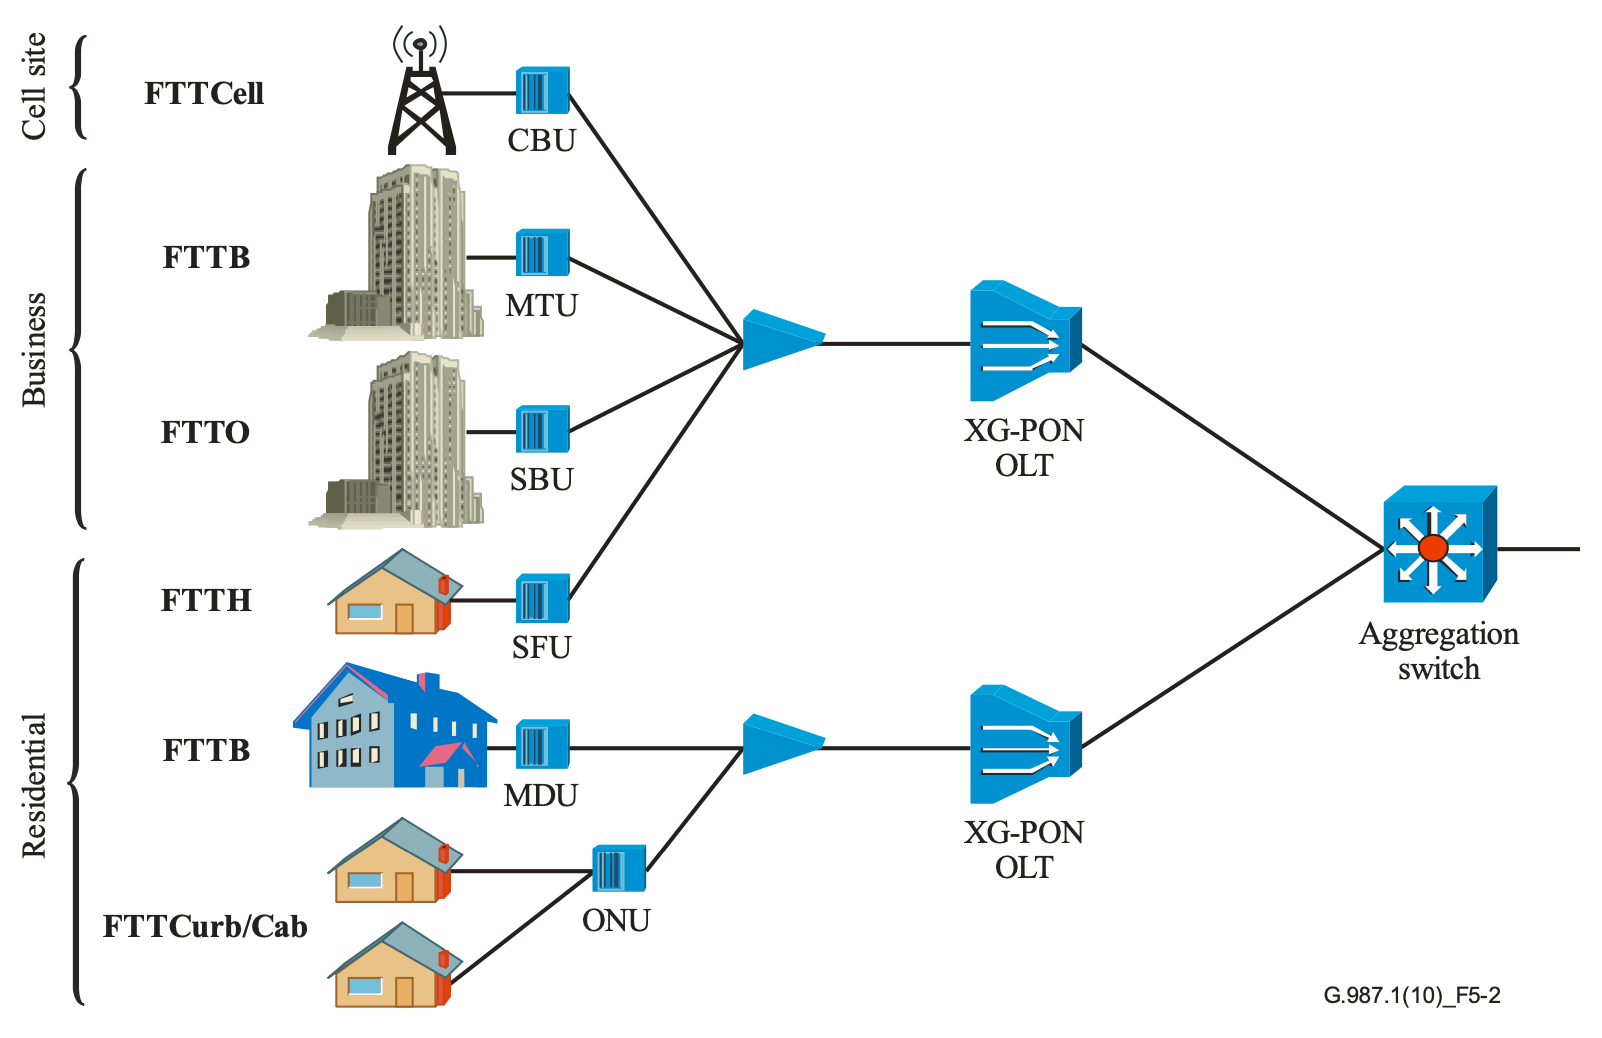 Cell site
FTTCell
CBU
Business
FTTB
MTU
FTTO
SBU
XG-PON
OLT
Residential
FTTH
SFU
FTTB
MDU
FTTCurb/Cab
ONU
XG-PON
OLT
Aggregation
switch
G.987.1(10)_F5-2